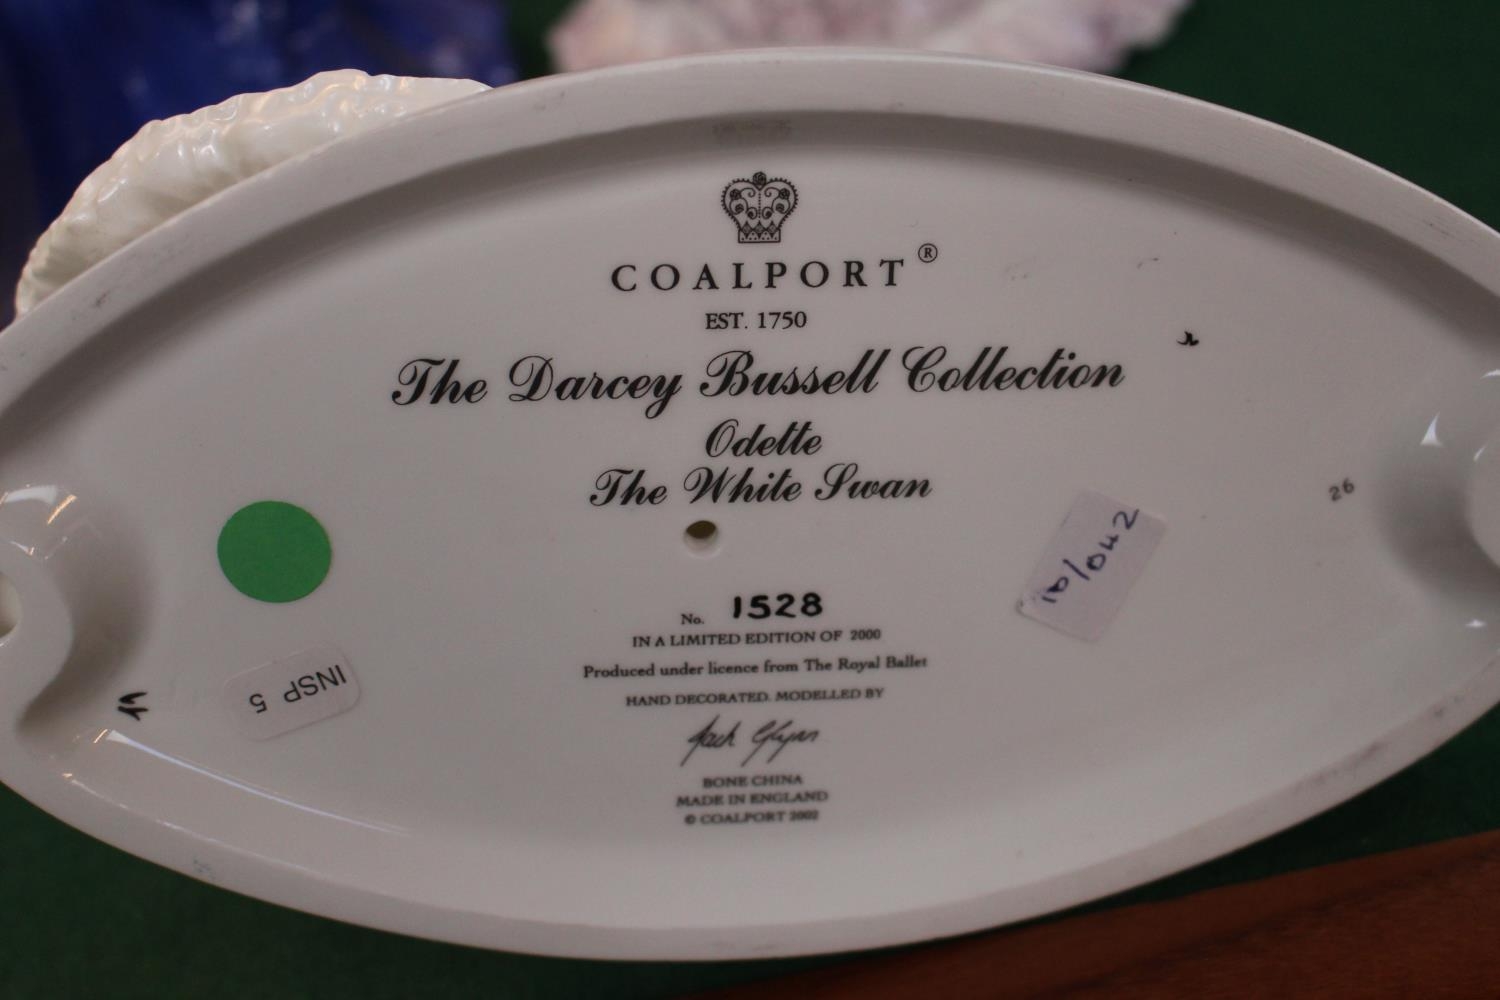 COALPORT®
EST. 1750
The Darcey Bussell Collection
Odette
The White Swan
26
10/042
No. 1528
IN A LIMITED EDITION OF 2000
Produced under licence from The Royal Ballet
HAND DECORATED. MODELLED BY
Jack Glynn
INSP 5
BONE CHINA
MADE IN ENGLAND
© COALPORT 2002